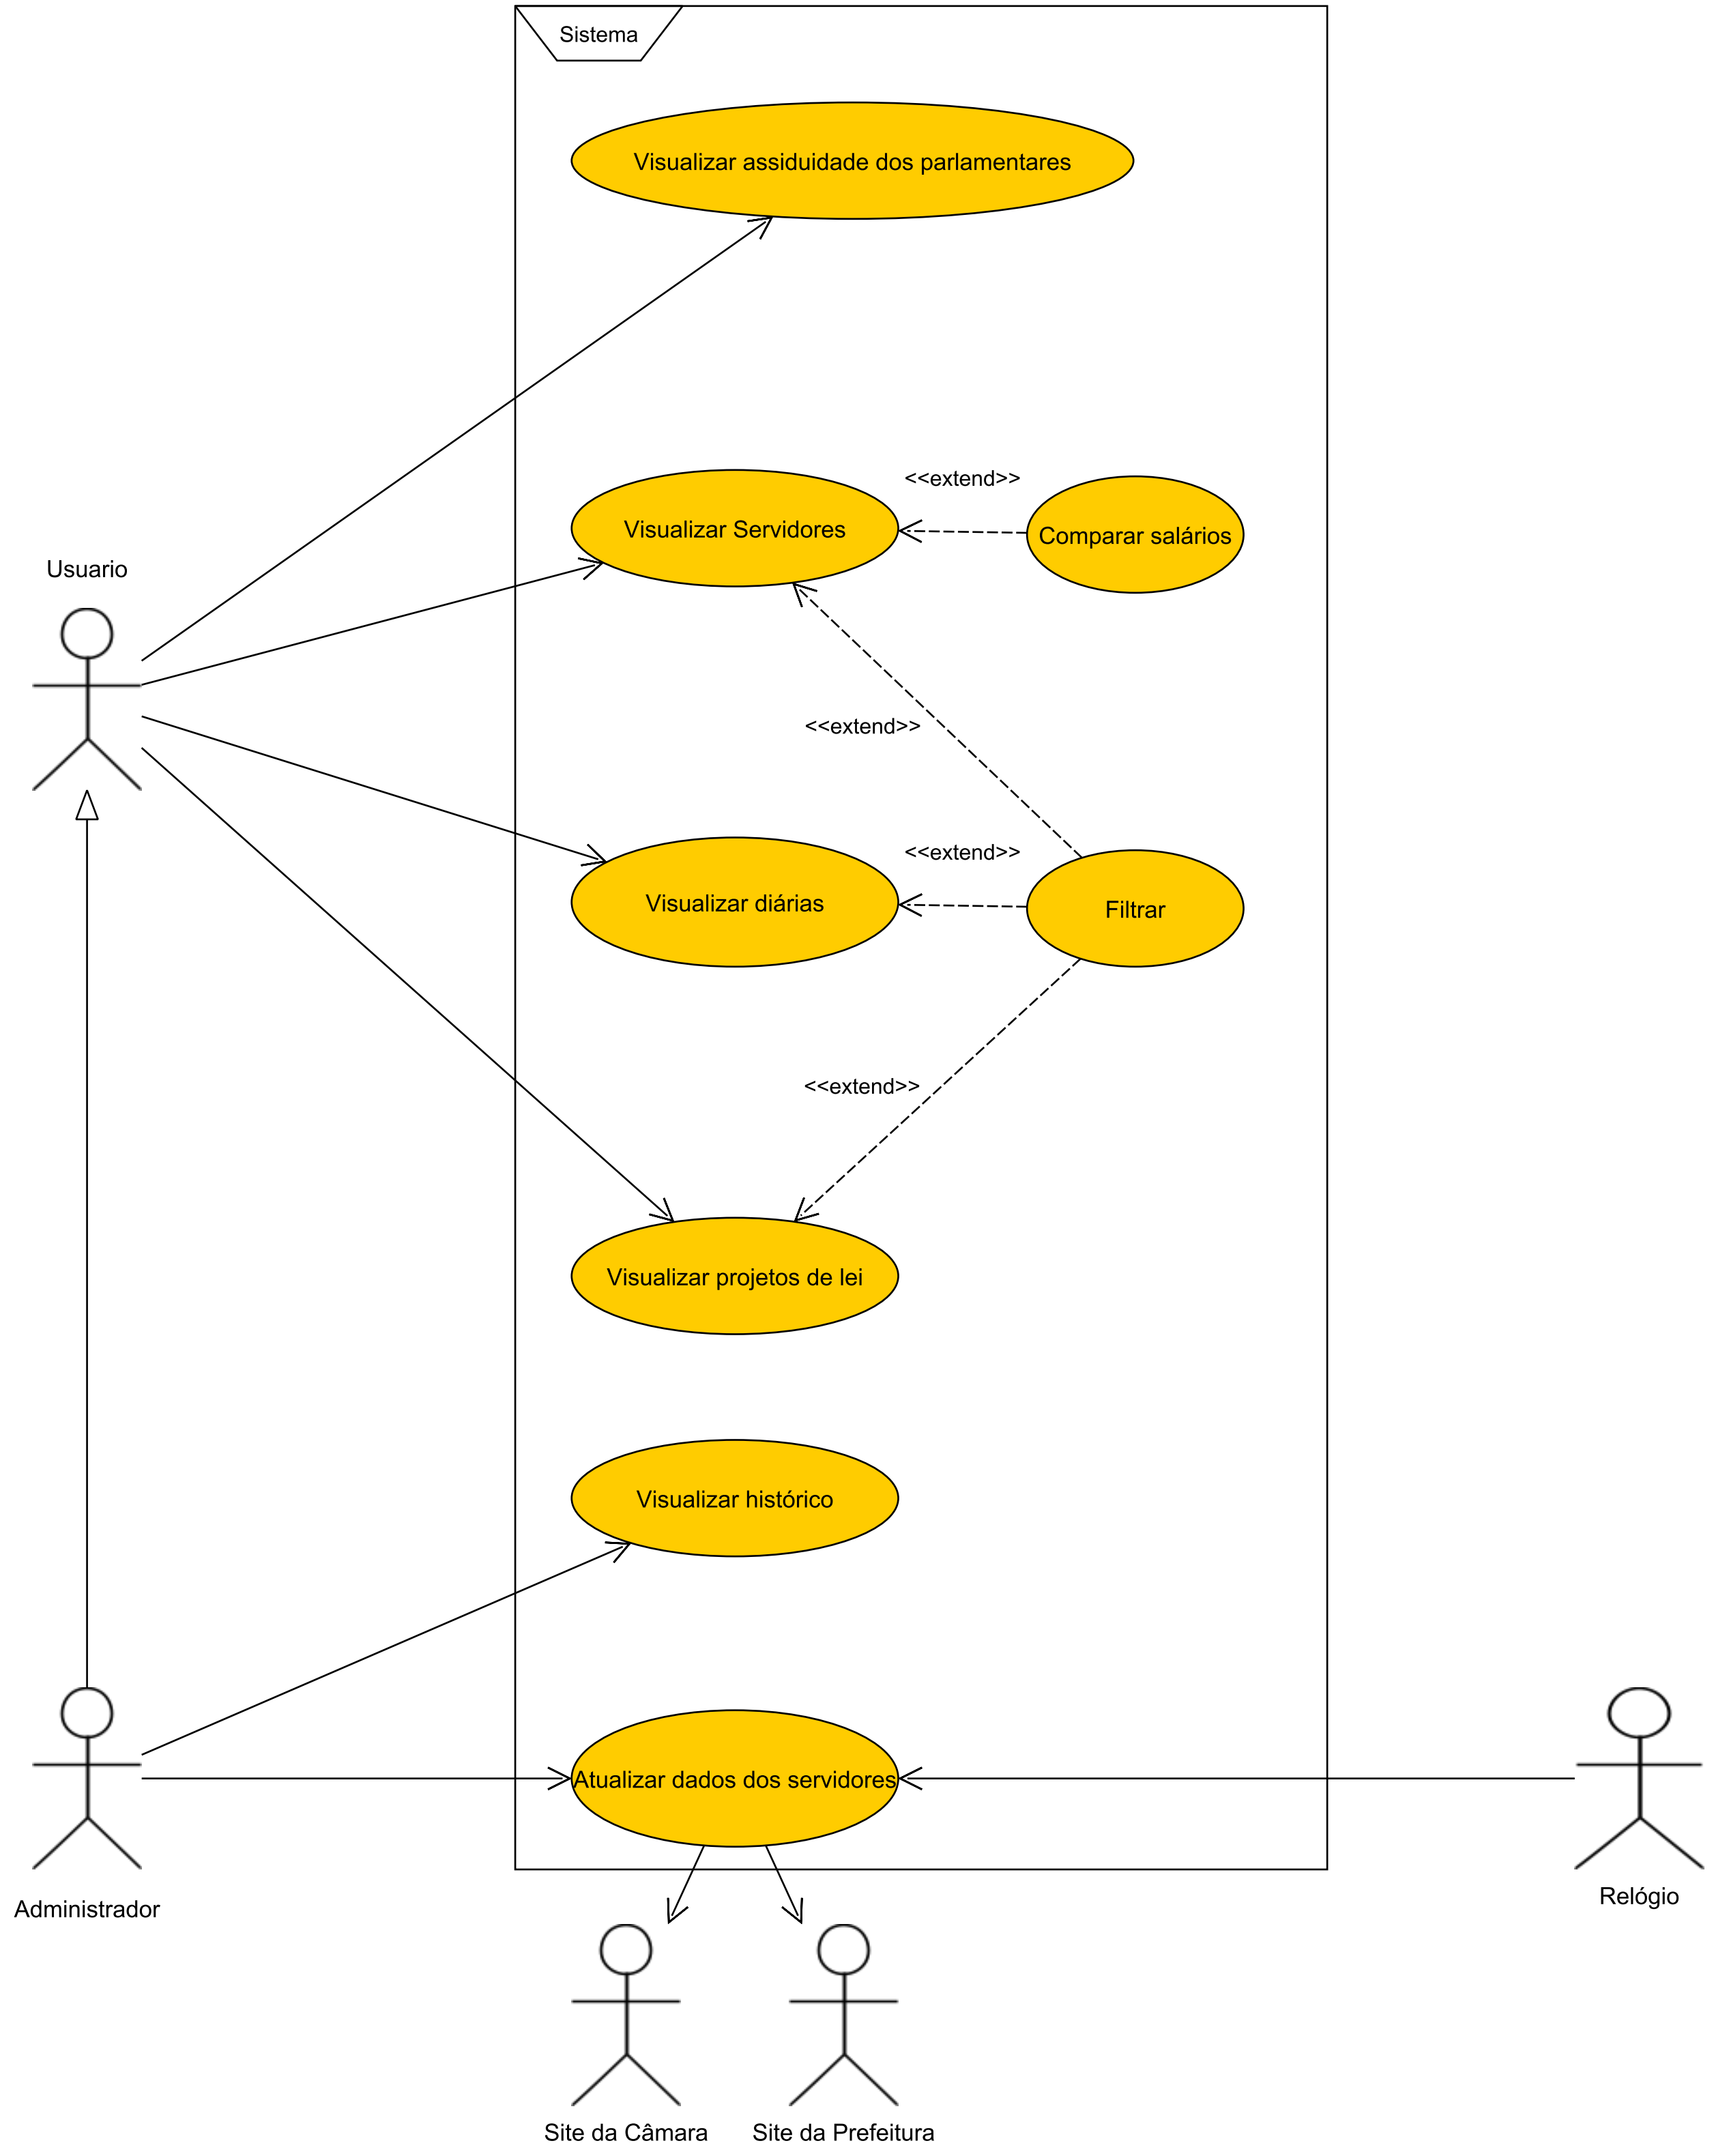 Sistema
Visualizar assiduidade dos parlamentares
<<extend>>
Visualizar Servidores
Comparar salários
Usuario
<<extend>>
<<extend>>
Visualizar diárias
Filtrar
<<extend>>
Visualizar projetos de lei
Visualizar histórico
Atualizar dados dos servidores
Administrador
Relógio
Site da Câmara
Site da Prefeitura